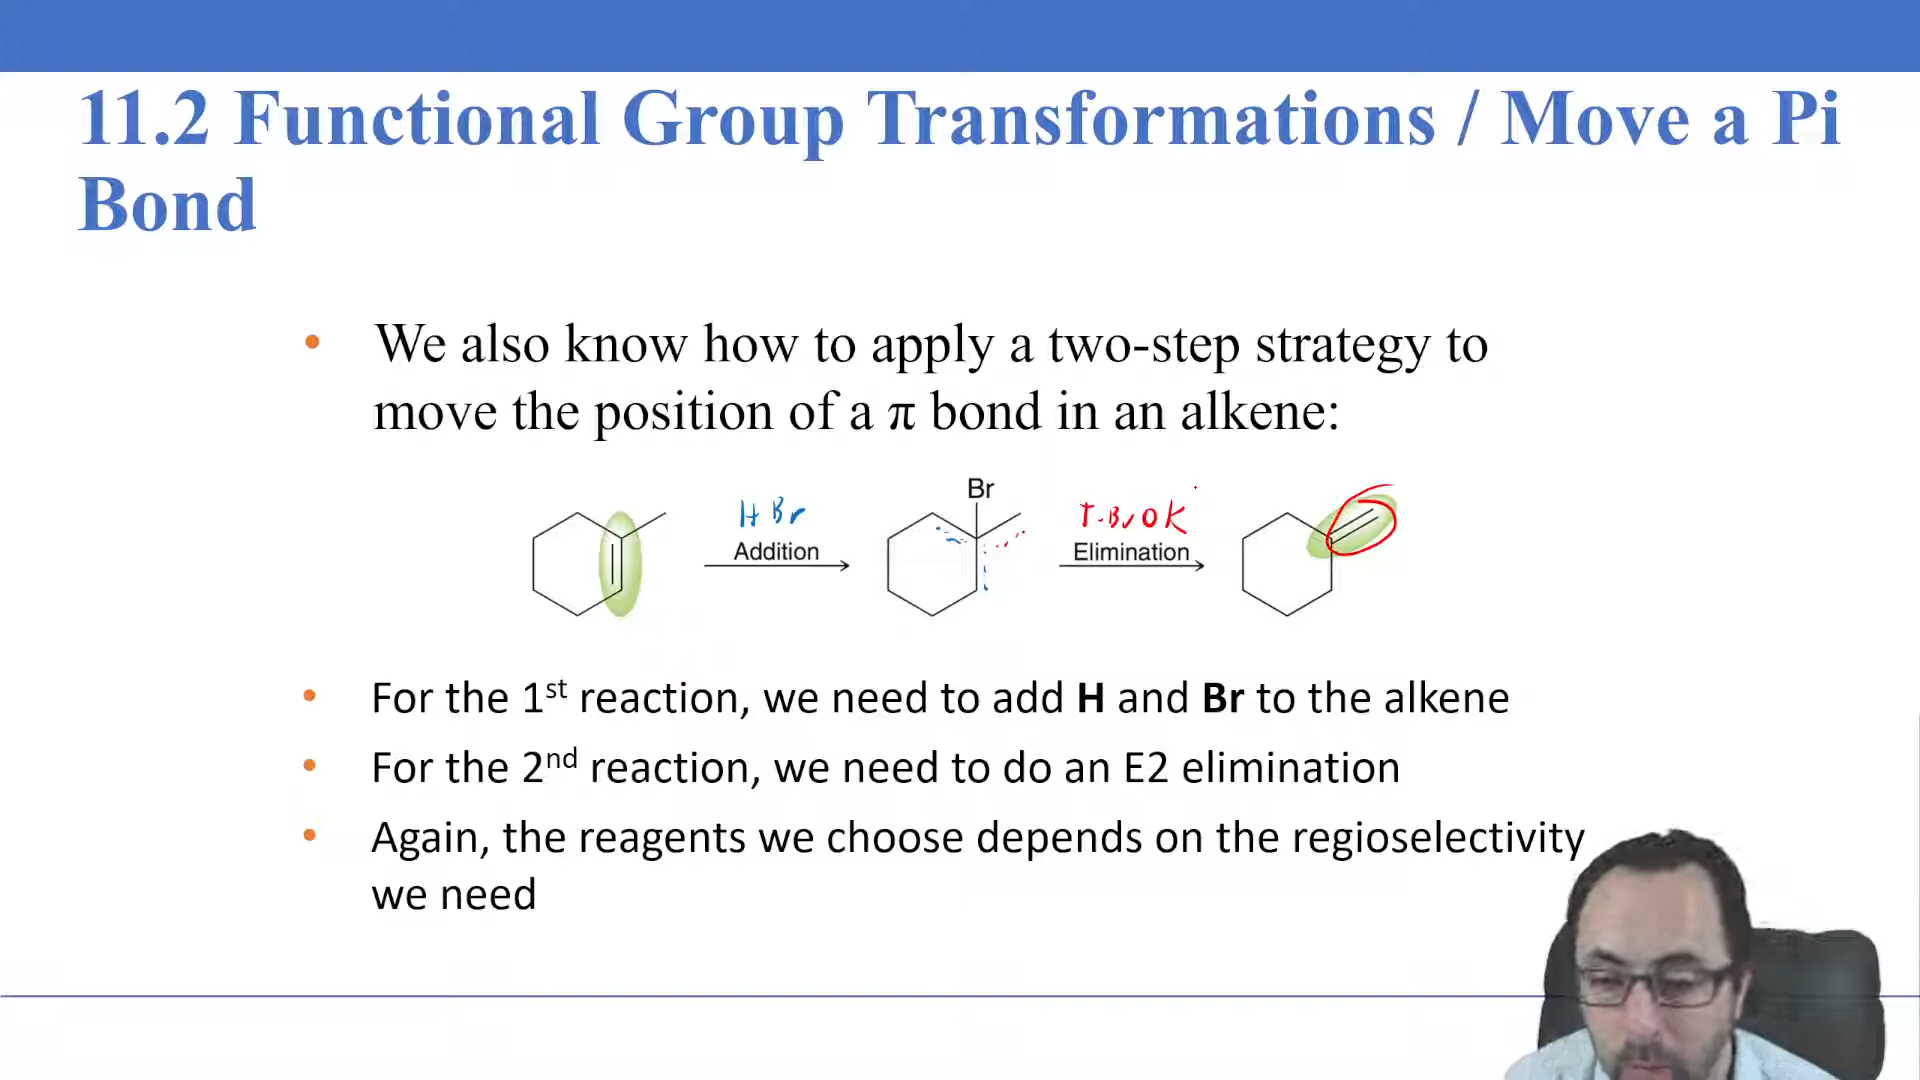 11.2 Functional Group Transformations / Move a Pi
Bond
• We also know how to apply a two-step strategy to
move the position of a π bond in an alkene:
Br
H Br
T-BuOK
Addition
Elimination
• For the 1st reaction, we need to add H and Br to the alkene
• For the 2nd reaction, we need to do an E2 elimination
• Again, the reagents we choose depends on the regioselectivity
we need